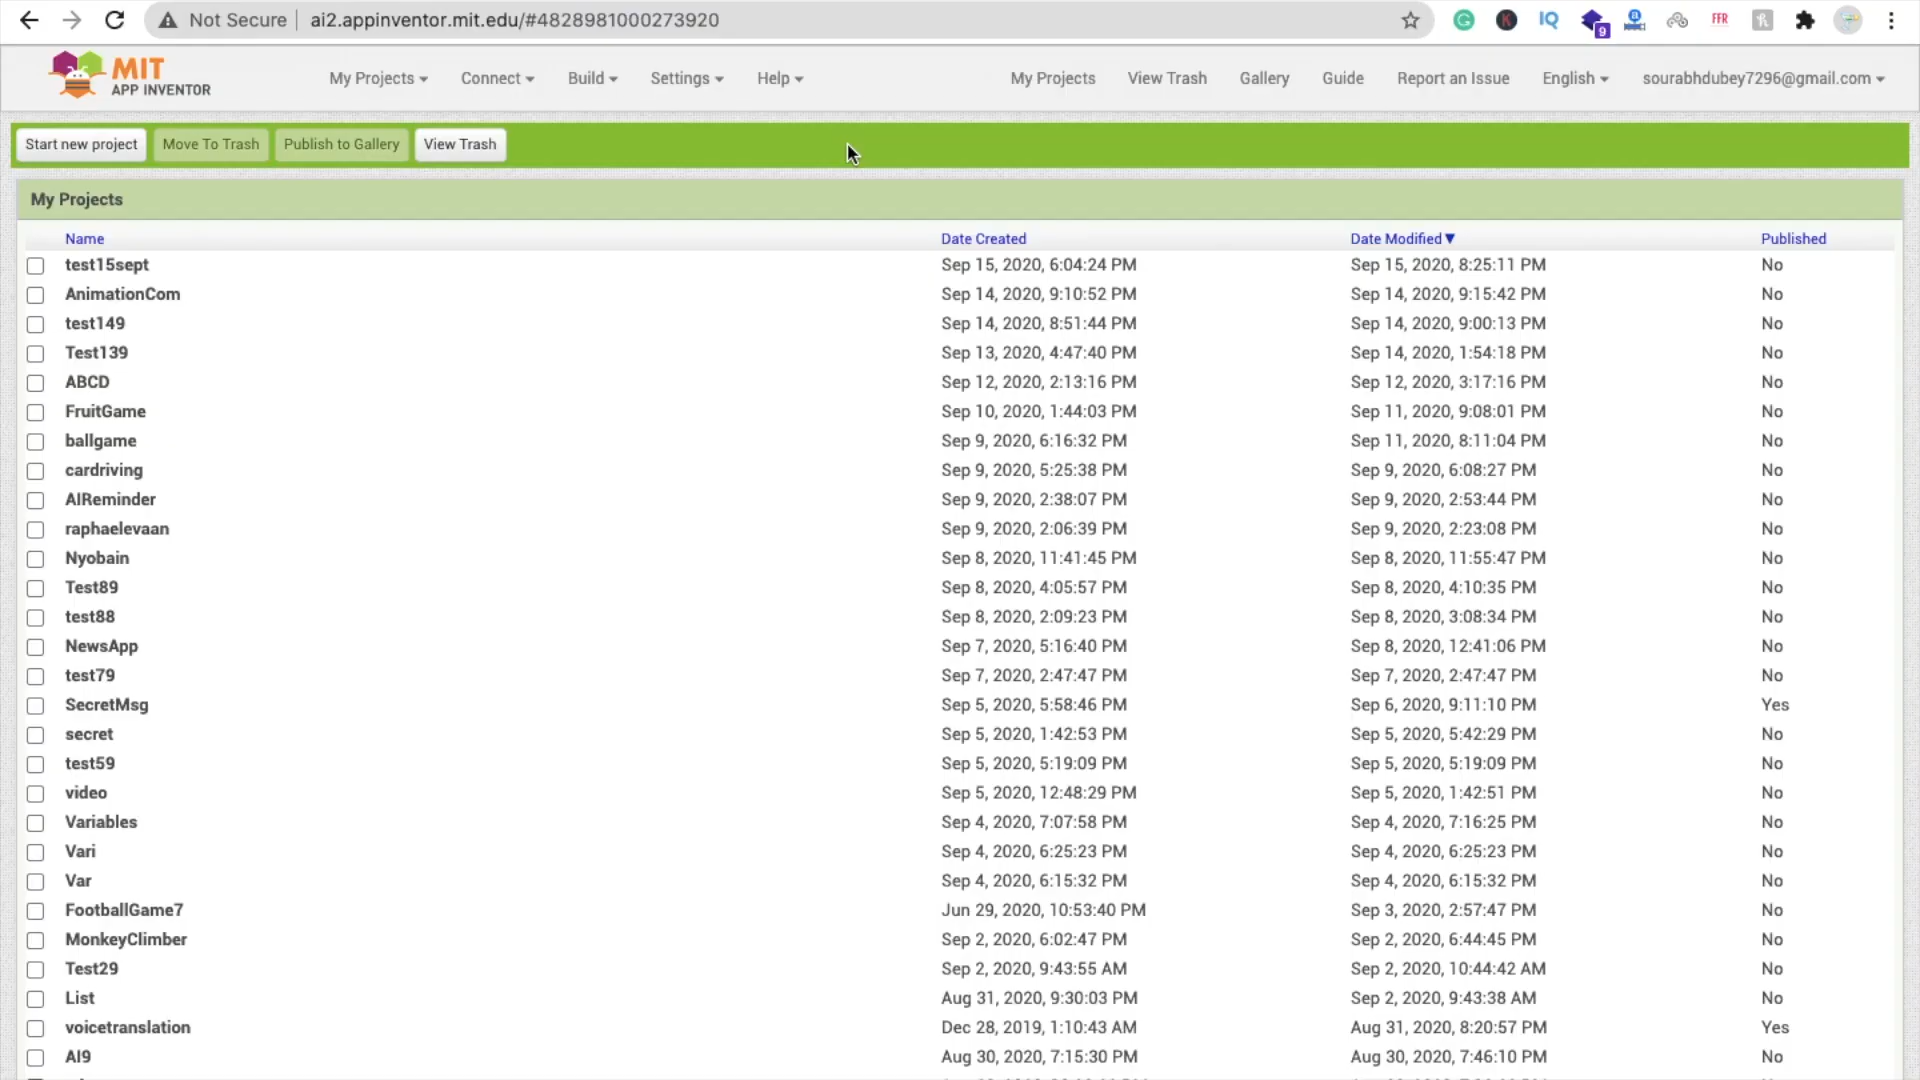 Not Secure | ai2.appinventor.mit.edu/#4828981000273920 IQ 9 FFR
MIT APP INVENTOR My Projects Connect Build Settings Help My Projects View Trash Gallery Guide Report an Issue English sourabhdubey7296@gmail.com
Start new project Move To Trash Publish to Gallery View Trash
My Projects
Name Date Created Date Modified▼ Published
test15sept Sep 15, 2020, 6:04:24 PM Sep 15, 2020, 8:25:11 PM No
AnimationCom Sep 14, 2020, 9:10:52 PM Sep 14, 2020, 9:15:42 PM No
test149 Sep 14, 2020, 8:51:44 PM Sep 14, 2020, 9:00:13 PM No
Test139 Sep 13, 2020, 4:47:40 PM Sep 14, 2020, 1:54:18 PM No
ABCD Sep 12, 2020, 2:13:16 PM Sep 12, 2020, 3:17:16 PM No
FruitGame Sep 10, 2020, 1:44:03 PM Sep 11, 2020, 9:08:01 PM No
ballgame Sep 9, 2020, 6:16:32 PM Sep 11, 2020, 8:11:04 PM No
cardriving Sep 9, 2020, 5:25:38 PM Sep 9, 2020, 6:08:27 PM No
AIReminder Sep 9, 2020, 2:38:07 PM Sep 9, 2020, 2:53:44 PM No
raphaelevaan Sep 9, 2020, 2:06:39 PM Sep 9, 2020, 2:23:08 PM No
Nyobain Sep 8, 2020, 11:41:45 PM Sep 8, 2020, 11:55:47 PM No
Test89 Sep 8, 2020, 4:05:57 PM Sep 8, 2020, 4:10:35 PM No
test88 Sep 8, 2020, 2:09:23 PM Sep 8, 2020, 3:08:34 PM No
NewsApp Sep 7, 2020, 5:16:40 PM Sep 8, 2020, 12:41:06 PM No
test79 Sep 7, 2020, 2:47:47 PM Sep 7, 2020, 2:47:47 PM No
SecretMsg Sep 5, 2020, 5:58:46 PM Sep 6, 2020, 9:11:10 PM Yes
secret Sep 5, 2020, 1:42:53 PM Sep 5, 2020, 5:42:29 PM No
test59 Sep 5, 2020, 5:19:09 PM Sep 5, 2020, 5:19:09 PM No
video Sep 5, 2020, 12:48:29 PM Sep 5, 2020, 1:42:51 PM No
Variables Sep 4, 2020, 7:07:58 PM Sep 4, 2020, 7:16:25 PM No
Vari Sep 4, 2020, 6:25:23 PM Sep 4, 2020, 6:25:23 PM No
Var Sep 4, 2020, 6:15:32 PM Sep 4, 2020, 6:15:32 PM No
FootballGame7 Jun 29, 2020, 10:53:40 PM Sep 3, 2020, 2:57:47 PM No
MonkeyClimber Sep 2, 2020, 6:02:47 PM Sep 2, 2020, 6:44:45 PM No
Test29 Sep 2, 2020, 9:43:55 AM Sep 2, 2020, 10:44:42 AM No
List Aug 31, 2020, 9:30:03 PM Sep 2, 2020, 9:43:38 AM No
voicetranslation Dec 28, 2019, 1:10:43 AM Aug 31, 2020, 8:20:57 PM Yes
AI9 Aug 30, 2020, 7:15:30 PM Aug 30, 2020, 7:46:10 PM No